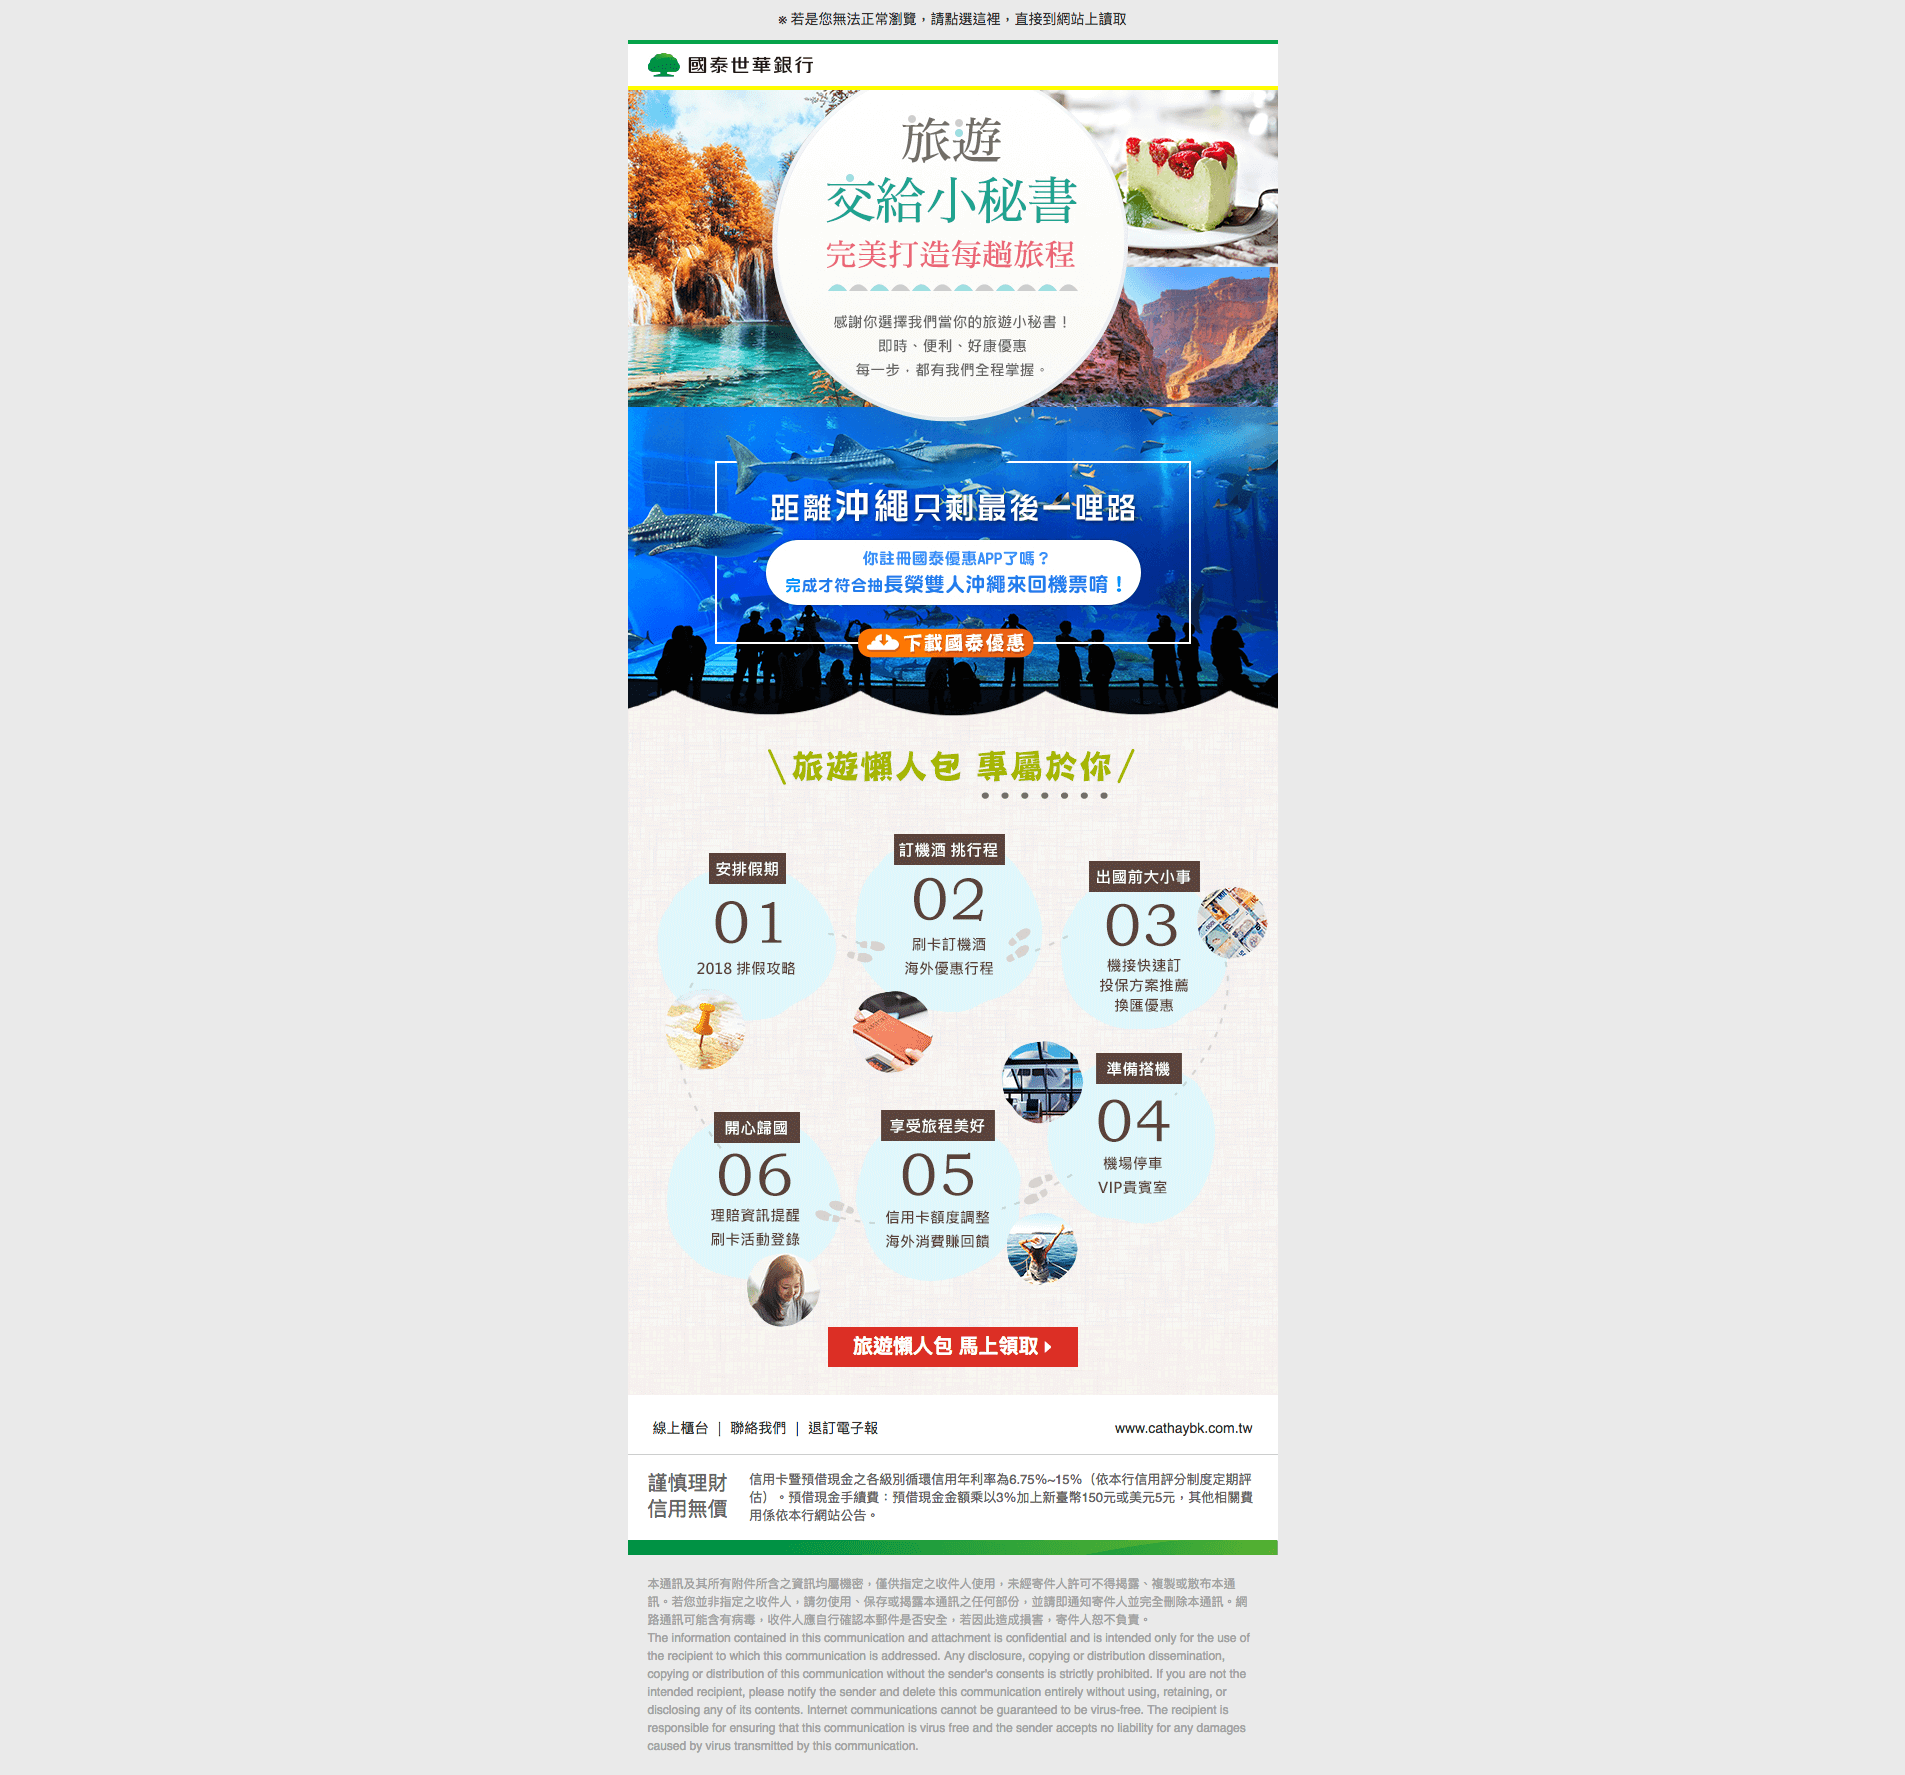 ※ 若是您無法正常瀏覽，請點選這裡，直接到網站上讀取
國泰世華銀行
旅遊
交給小秘書
完美打造每趟旅程
感謝你選擇我們當你的旅遊小秘書！
即時、便利、好康優惠
每一步，都有我們全程掌握。
距離沖繩只剩最後一哩路
你註冊國泰優惠APP了嗎？
完成才符合抽長榮雙人沖繩來回機票唷！
下載國泰優惠
旅遊懶人包 專屬於你
安排假期
01
2018 排假攻略
訂機酒 挑行程
02
刷卡訂機酒
海外優惠行程
出國前大小事
03
機接快速訂
投保方案推薦
換匯優惠
準備搭機
04
機場停車
VIP貴賓室
享受旅程美好
05
信用卡額度調整
海外消費賺回饋
開心歸國
06
理賠資訊提醒
刷卡活動登錄
旅遊懶人包 馬上領取
線上櫃台 | 聯絡我們 | 退訂電子報
www.cathaybk.com.tw
謹慎理財
信用無價
信用卡暨預借現金之各級別循環信用年利率為6.75%~15%（依本行信用評分制度定期評
估）。預借現金手續費：預借現金金額乘以3%加上新臺幣150元或美元5元，其他相關費
用係依本行網站公告。
本通訊及其所有附件所含之資訊均屬機密，僅供指定之收件人使用，未經寄件人許可不得揭露、複製或散布本通
訊。若您並非指定之收件人，請勿使用、保存或揭露本通訊之任何部份，並請即通知寄件人並完全刪除本通訊。網
路通訊可能含有病毒，收件人應自行確認本郵件是否安全，若因此造成損害，寄件人恕不負責。
The information contained in this communication and attachment is confidential and is intended only for the use of
the recipient to which this communication is addressed. Any disclosure, copying or distribution dissemination,
copying or distribution of this communication without the sender's consents is strictly prohibited. If you are not the
intended recipient, please notify the sender and delete this communication entirely without using, retaining, or
disclosing any of its contents. Internet communications cannot be guaranteed to be virus-free. The recipient is
responsible for ensuring that this communication is virus free and the sender accepts no liability for any damages
caused by virus transmitted by this communication.